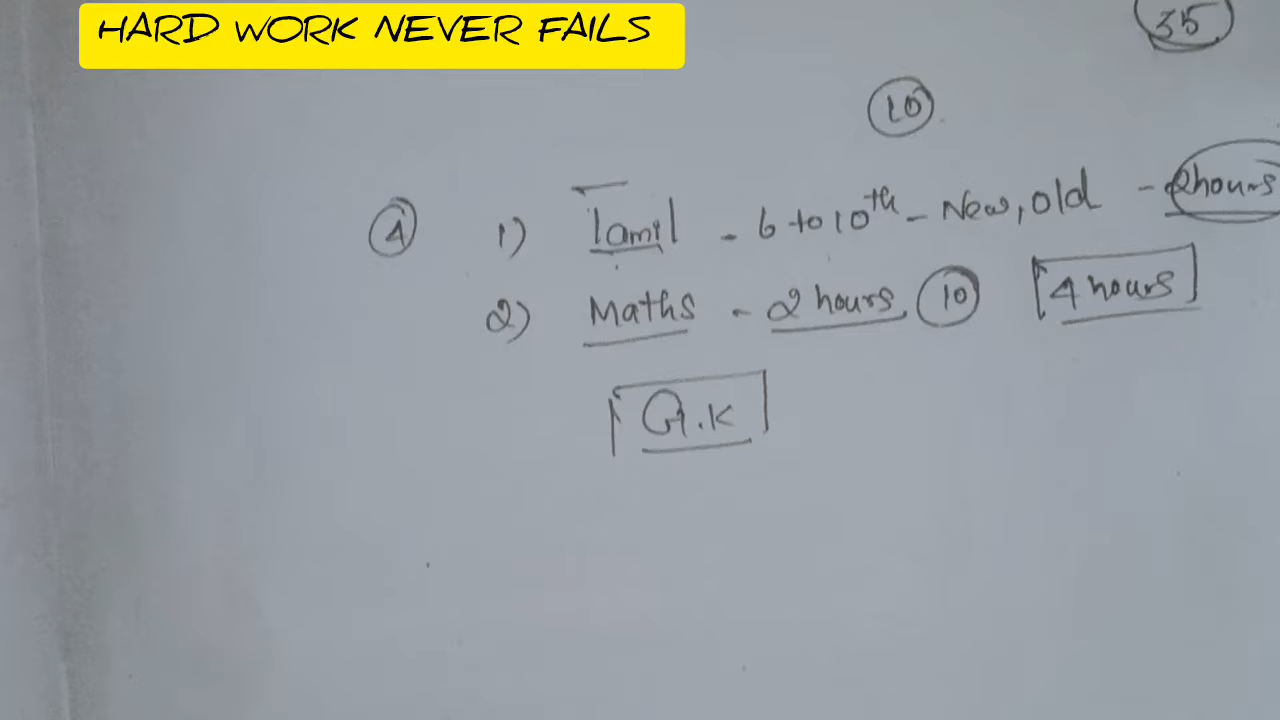 HARD WORK NEVER FAILS
35
10
4 1) Tamil - 6 to 10th - New, old - 2hours
2) Maths - 2 hours 10 4 hours
G.K